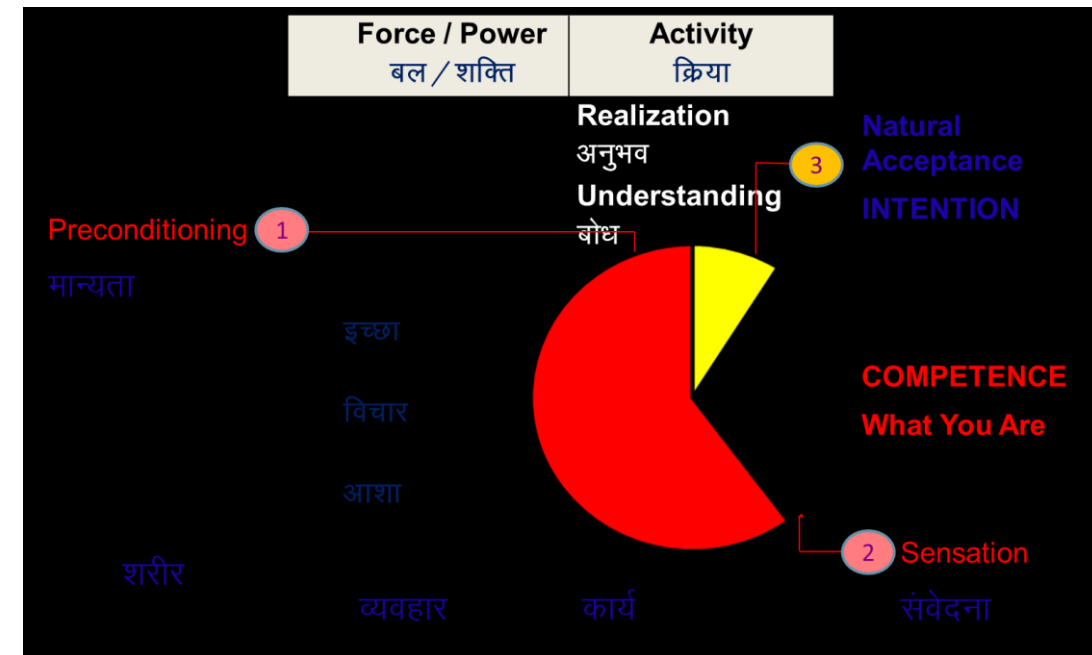 Force / Power
बल / शक्ति
Activity
क्रिया
Realization
अनुभव
Understanding
बोध
3
Natural
Acceptance
INTENTION
Preconditioning
1
मान्यता
इच्छा
विचार
आशा
COMPETENCE
What You Are
2
Sensation
शरीर
व्यवहार
कार्य
संवेदना